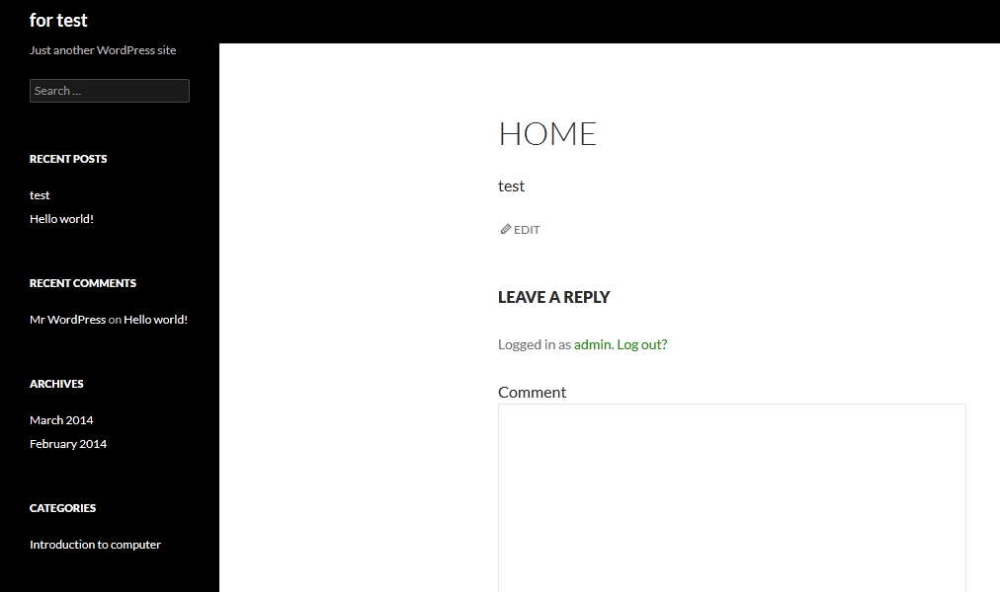 for test
Just another WordPress site
Search ...
RECENT POSTS
test
Hello world!
RECENT COMMENTS
Mr WordPress on Hello world!
ARCHIVES
March 2014
February 2014
CATEGORIES
Introduction to computer
HOME
test
EDIT
LEAVE A REPLY
Logged in as admin. Log out?
Comment